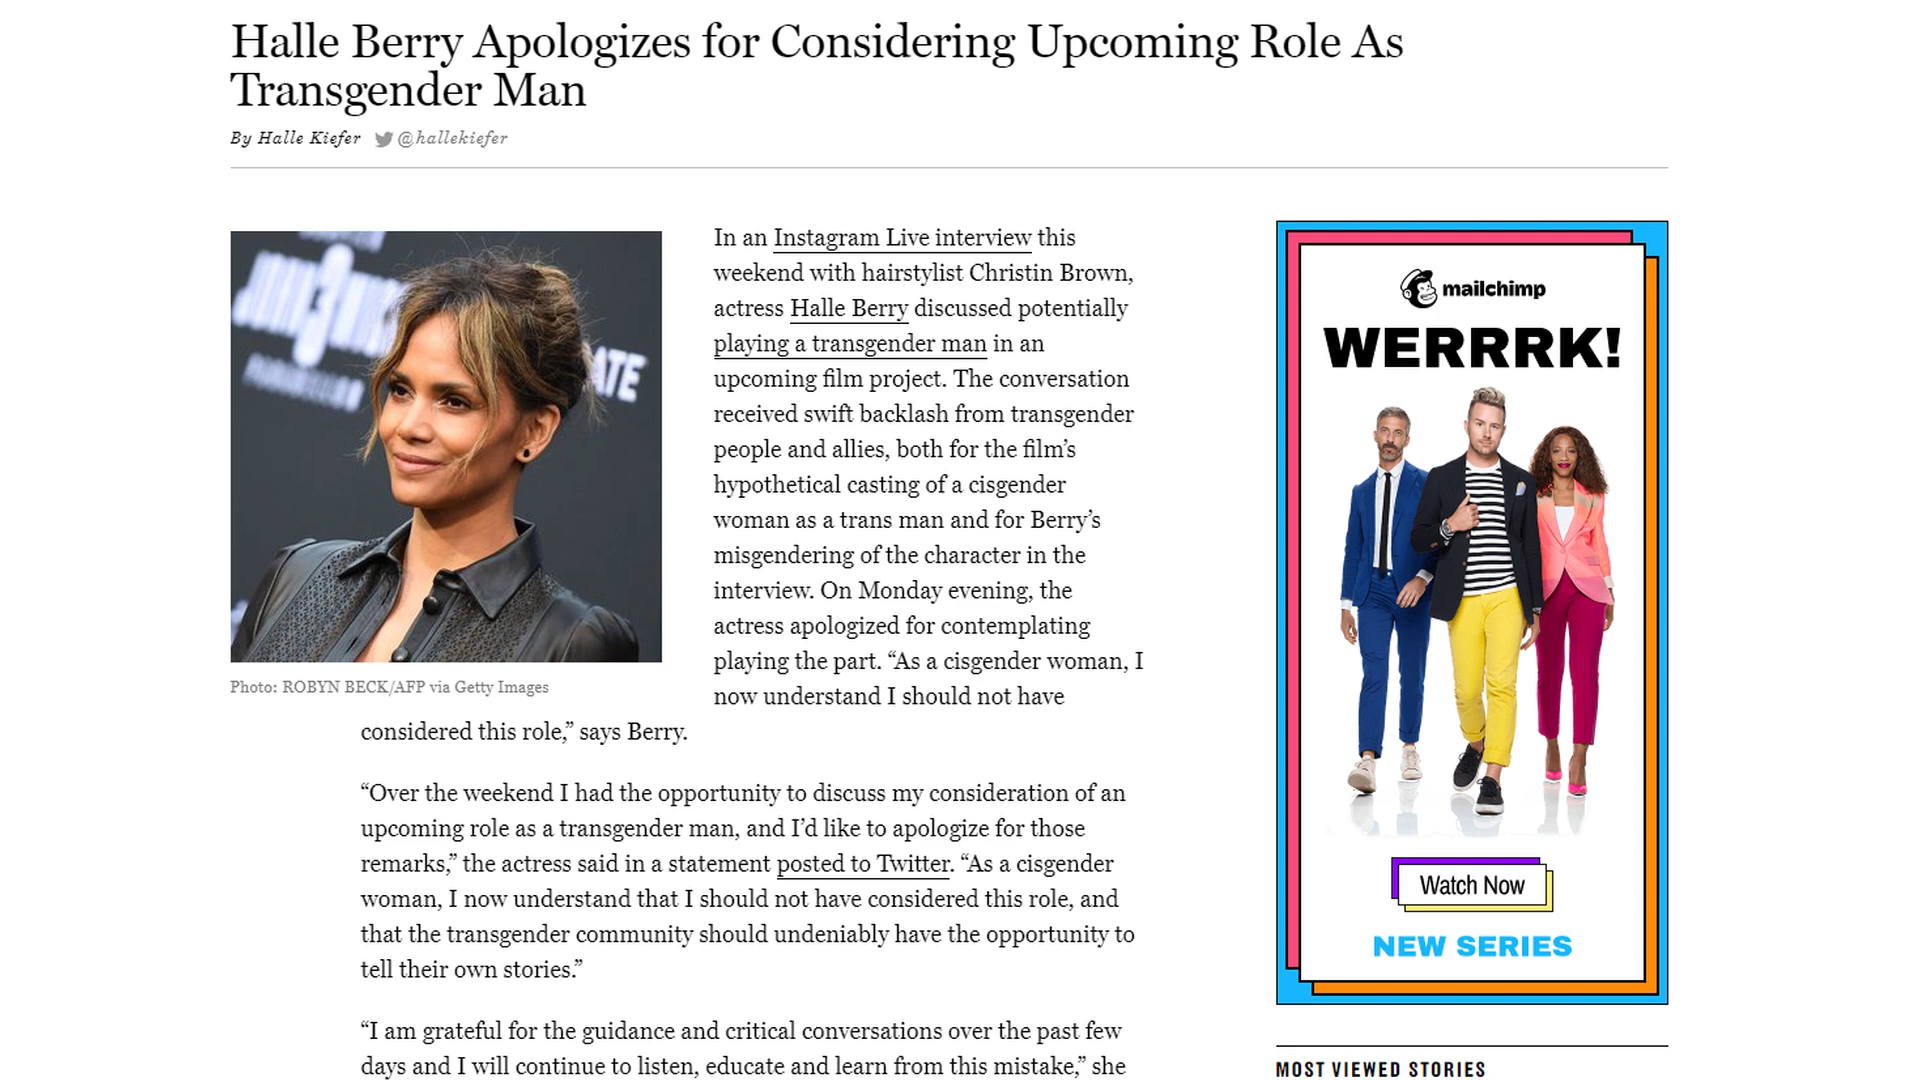 Halle Berry Apologizes for Considering Upcoming Role As
Transgender Man
By Halle Kiefer @hallekiefer
ATE
Photo: ROBYN BECK/AFP via Getty Images
In an Instagram Live interview this
weekend with hairstylist Christin Brown,
actress Halle Berry discussed potentially
playing a transgender man in an
upcoming film project. The conversation
received swift backlash from transgender
people and allies, both for the film’s
hypothetical casting of a cisgender
woman as a trans man and for Berry’s
misgendering of the character in the
interview. On Monday evening, the
actress apologized for contemplating
playing the part. “As a cisgender woman, I
now understand I should not have
considered this role,” says Berry.
“Over the weekend I had the opportunity to discuss my consideration of an
upcoming role as a transgender man, and I’d like to apologize for those
remarks,” the actress said in a statement posted to Twitter. “As a cisgender
woman, I now understand that I should not have considered this role, and
that the transgender community should undeniably have the opportunity to
tell their own stories.”
“I am grateful for the guidance and critical conversations over the past few
days and I will continue to listen, educate and learn from this mistake,” she
mailchimp
WERRRK!
Watch Now
NEW SERIES
MOST VIEWED STORIES